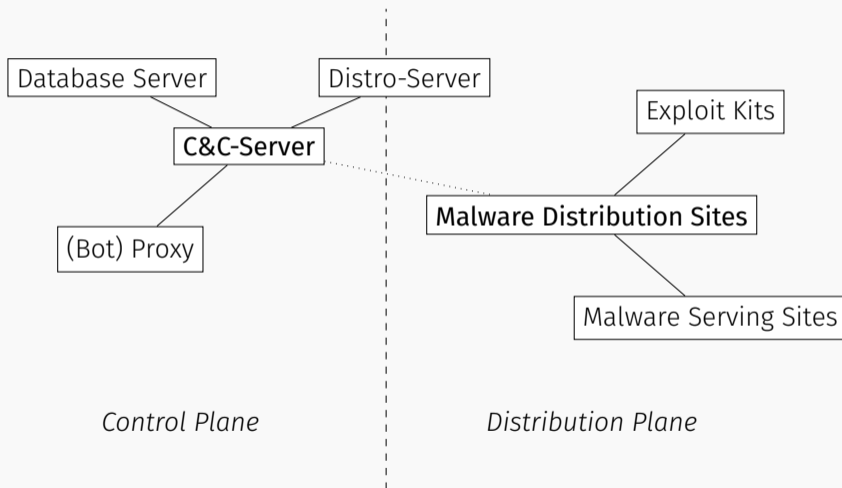 Database Server
Distro-Server
Exploit Kits
C&C-Server
Malware Distribution Sites
(Bot) Proxy
Malware Serving Sites
Control Plane
Distribution Plane